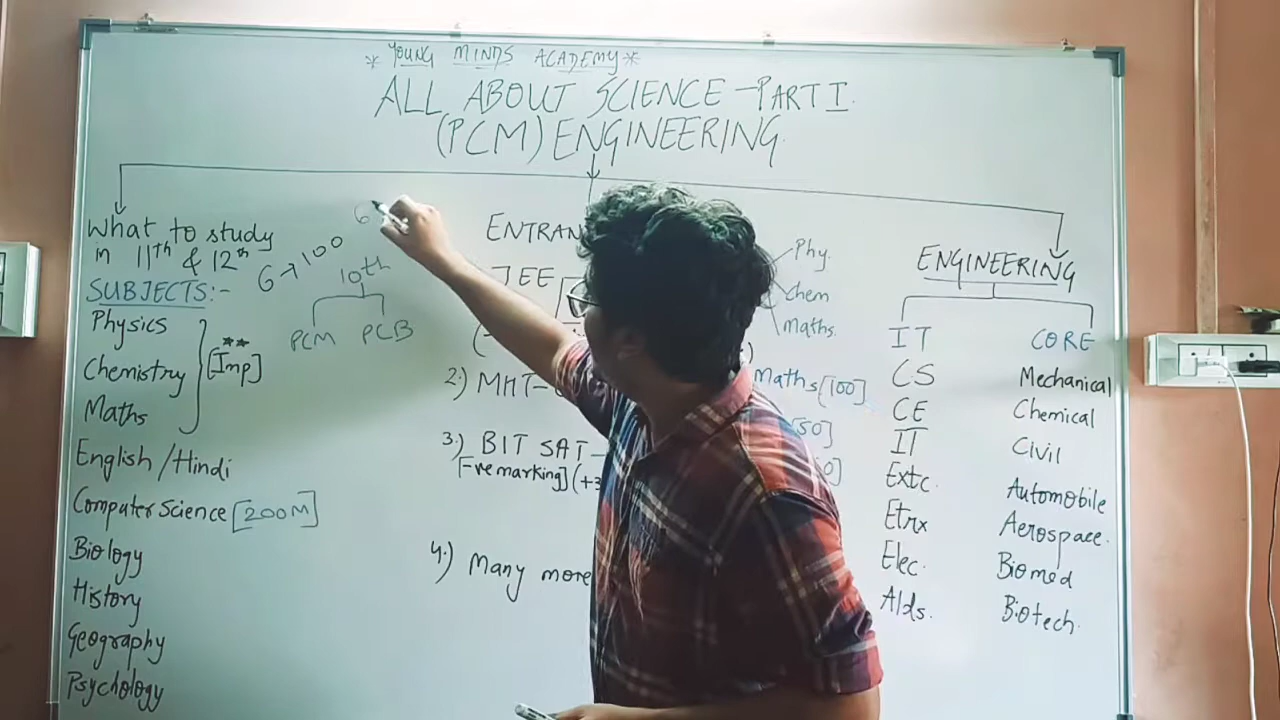 * YOUNG MINDS ACADEMY *
ALL ABOUT SCIENCE - PART I.
(PCM) ENGINEERING
What to study
in 11th & 12th
SUBJECTS:-
Physics
Chemistry
Maths
[Imp]**
English/Hindi
Computer Science [200M]
Biology
History
Geography
Psychology
6 → 100
6
10th
PCM PCB
ENTRAN
JEE
Phy.
Chem
Maths.
2.) MHT-
Maths [100]
3.) BIT SAT-
[50]
[-ve marking] (+3
0]
4.) Many more
ENGINEERING
IT
CS
CE
IT
Extc.
Etrx
Elec.
AIds.
CORE
Mechanical
Chemical
Civil
Automobile
Aerospace.
Biomed
Biotech.